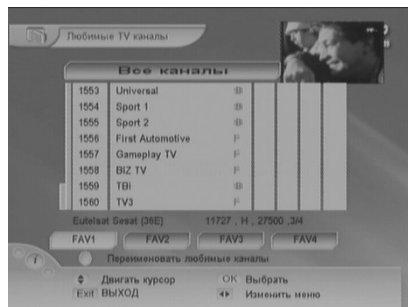 Любимые TV каналы
Все каналы
1553 Universal
1554 Sport 1
1555 Sport 2
1556 First Automotive F
1557 Gameplay TV F
1558 BIZ TV F
1559 TBi
1560 TV3 F
Eutelsat Sesat (36E) 11727 , H , 27500 ,3/4
FAV1 FAV2 FAV3 FAV4
Переименовать любимые каналы
Двигать курсор OK Выбрать
Exit ВЫХОД Изменить меню